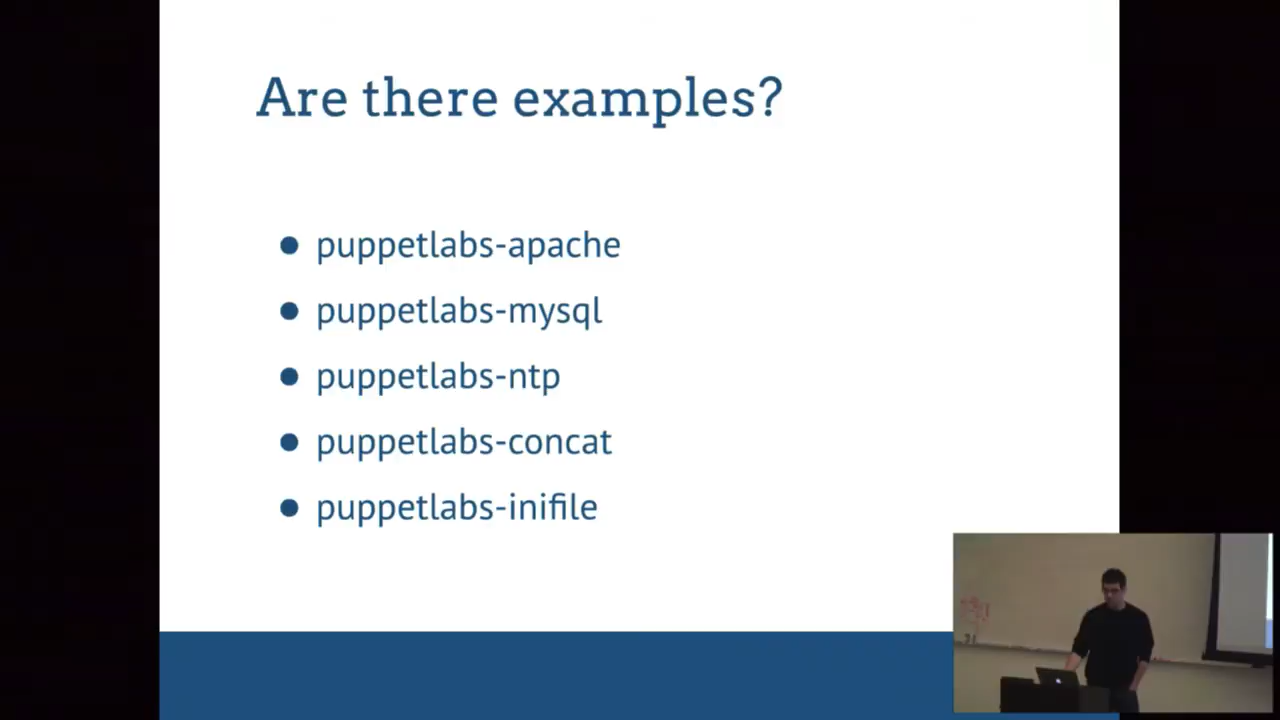 Are there examples?
● puppetlabs-apache
● puppetlabs-mysql
● puppetlabs-ntp
● puppetlabs-concat
● puppetlabs-inifile